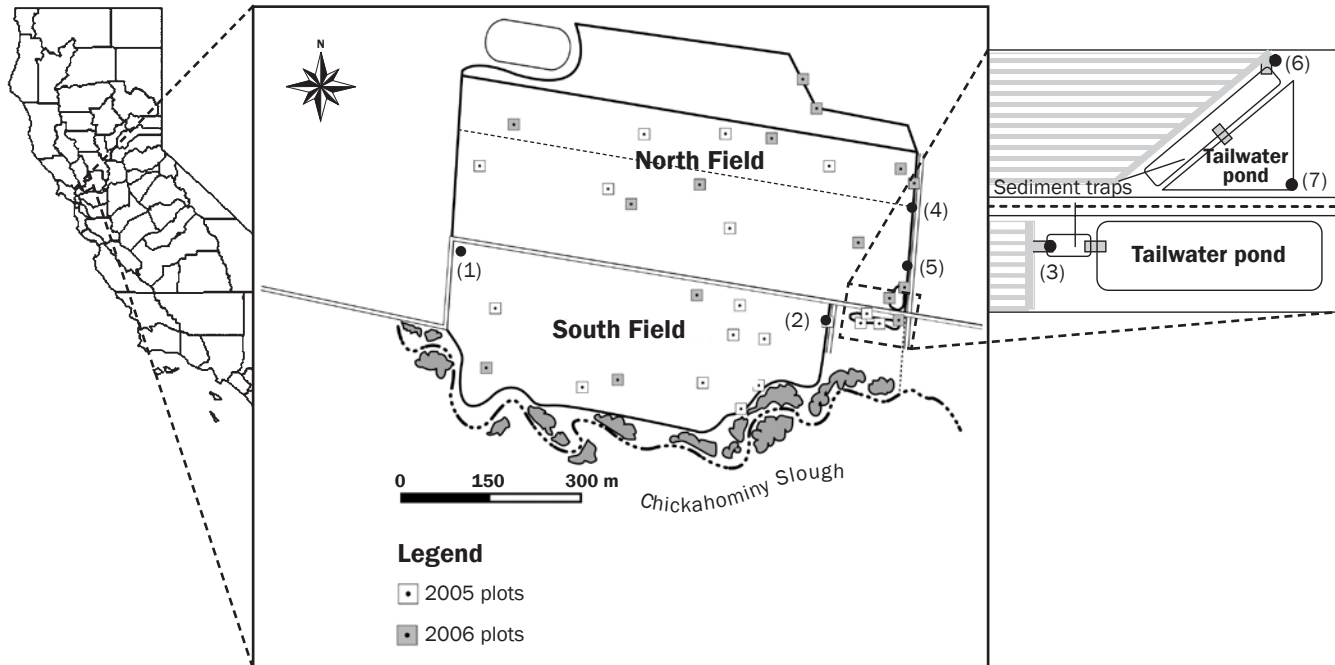 N
North Field
South Field
(1)
(2)
(4)
(5)
(6)
Tailwater
pond
(7)
Sediment traps
(3)
Tailwater pond
0 150 300 m
Chickahominy Slough
Legend
2005 plots
2006 plots